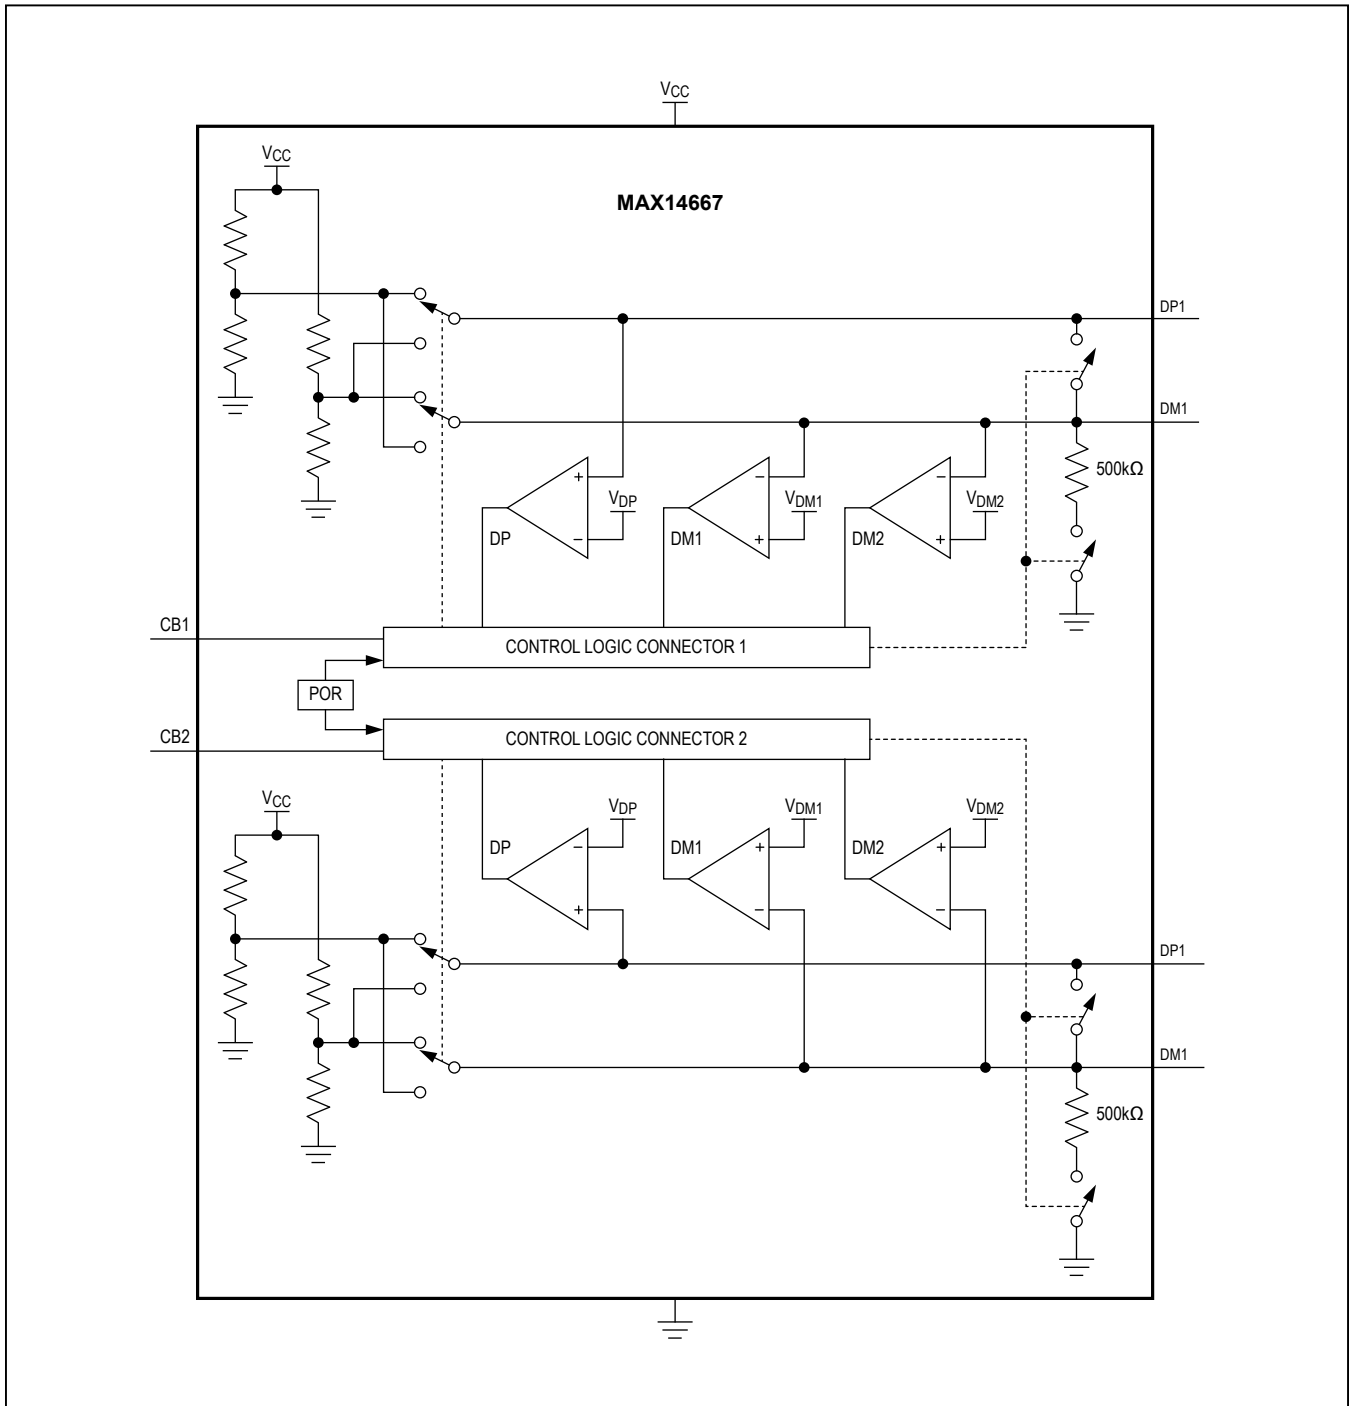 VCC
VCC
MAX14667
DP1
DM1
500kΩ
+
−
−
VDP
VDM1
VDM2
DP
−
DM1
+
DM2
+
CB1
CONTROL LOGIC CONNECTOR 1
POR
CB2
CONTROL LOGIC CONNECTOR 2
VCC
VDP
VDM1
VDM2
DP
−
DM1
+
DM2
+
+
−
−
DP1
DM1
500kΩ